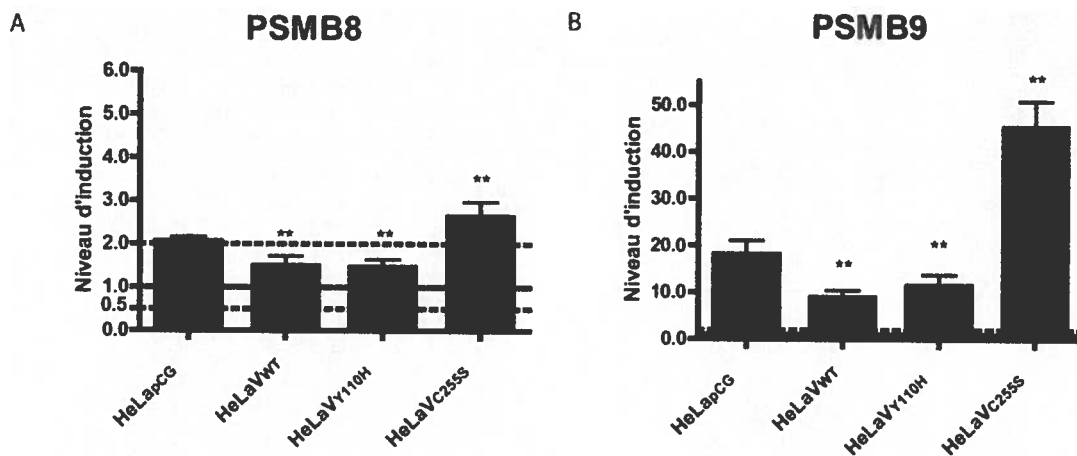 A
PSMB8
Niveau d'induction
6.0
5.0
4.0
3.0
2.0
1.0
0.5
0.0
**
**
**
HeLapCG
HeLaVWT
HeLaVY110H
HeLaVC255S
B
PSMB9
Niveau d'induction
50.0
40.0
30.0
20.0
10.0
0.0
**
**
**
HeLapCG
HeLaVWT
HeLaVY110H
HeLaVC255S